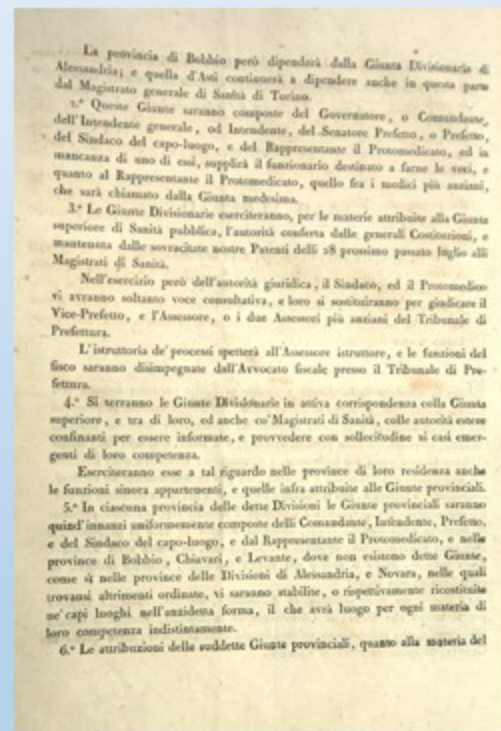 La provincia di Bobbio però dipenderà dalla Giunta Divisionaria di
Alessandria; e quella d'Asti continuerà a dipendere anche in questa parte
dal Magistrato generale di Sanità di Torino.
2.° Queste Giunte saranno composte del Governatore, o Comandante,
dell'Intendente generale, od Intendente, del Senatore Prefetto, o Prefetto,
del Sindaco del capo-luogo, e del Rappresentante il Protomedicato, ed in
mancanza di uno di essi, supplirà il funzionario destinato a farne le veci, e
quanto al Rappresentante il Protomedicato, quello fra i medici più anziani,
che sarà chiamato dalla Giunta medesima.
3.° Le Giunte Divisionarie eserciteranno, per le materie attribuite alla Giunta
superiore di Sanità pubblica, l'autorità conferta dalle generali Costituzioni, e
mantenuta dalle sovracitate nostre Patenti delli 28 prossimo passato luglio alli
Magistrati di Sanità.
Nell'esercizio però dell'autorità giuridica, il Sindaco, ed il Protomedico
vi avranno soltanto voce consultativa, e loro si sostituiranno per giudicare il
Vice-Prefetto, e l'Assessore, o i due Assessori più anziani del Tribunale di
Prefettura.
L'istruttoria de' processi spetterà all'Assessore istruttore, e le funzioni del
fisco saranno disimpegnate dall'Avvocato fiscale presso il Tribunale di Pre-
fettura.
4.° Si terranno le Giunte Divisionarie in attiva corrispondenza colla Giunta
superiore, e tra di loro, ed anche co' Magistrati di Sanità, colle autorità estere
confinanti per essere informate, e provvedere con sollecitudine ai casi emer-
genti di loro competenza.
Eserciteranno esse a tal riguardo nelle province di loro residenza anche
le funzioni sinora appartenenti, e quelle infra attribuite alle Giunte provinciali.
5.° In ciascuna provincia delle dette Divisioni le Giunte provinciali saranno
quind'innanzi uniformemente composte delli Comandante, Intendente, Prefetto,
e del Sindaco del capo-luogo, e dal Rappresentante il Protomedicato, e nelle
province di Bobbio, Chiavari, e Levante, dove non esistono dette Giunte,
come sì nelle province delle Divisioni di Alessandria, e Novara, nelle quali
trovansi altrimenti ordinate, vi saranno stabilite, o rispettivamente ricostituite
ne' capi luoghi nell'anzidetta forma, il che avrà luogo per ogni materia di
loro competenza indistintamente.
6.° Le attribuzioni delle suddette Giunte provinciali, quanto alla materia del